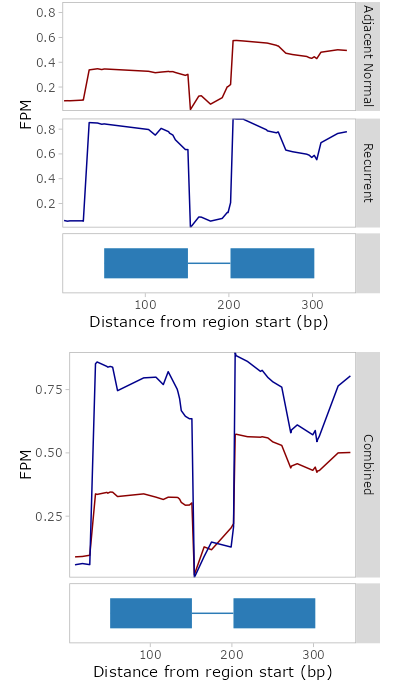 0.8
0.6
0.4
0.2
Adjacent Normal
FPM
0.8
0.6
0.4
0.2
Recurrent
100 200 300
Distance from region start (bp)
0.75
0.50
0.25
FPM
Combined
100 200 300
Distance from region start (bp)